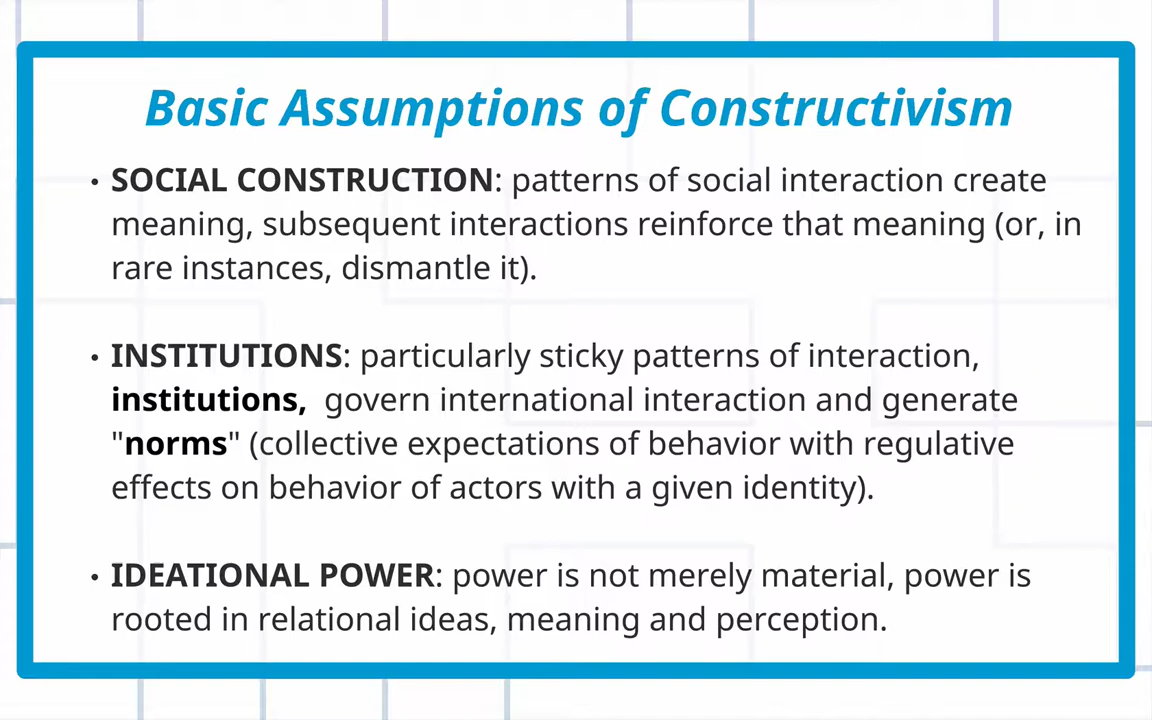 Basic Assumptions of Constructivism
• SOCIAL CONSTRUCTION: patterns of social interaction create
meaning, subsequent interactions reinforce that meaning (or, in
rare instances, dismantle it).
• INSTITUTIONS: particularly sticky patterns of interaction,
institutions,  govern international interaction and generate
"norms" (collective expectations of behavior with regulative
effects on behavior of actors with a given identity).
• IDEATIONAL POWER: power is not merely material, power is
rooted in relational ideas, meaning and perception.